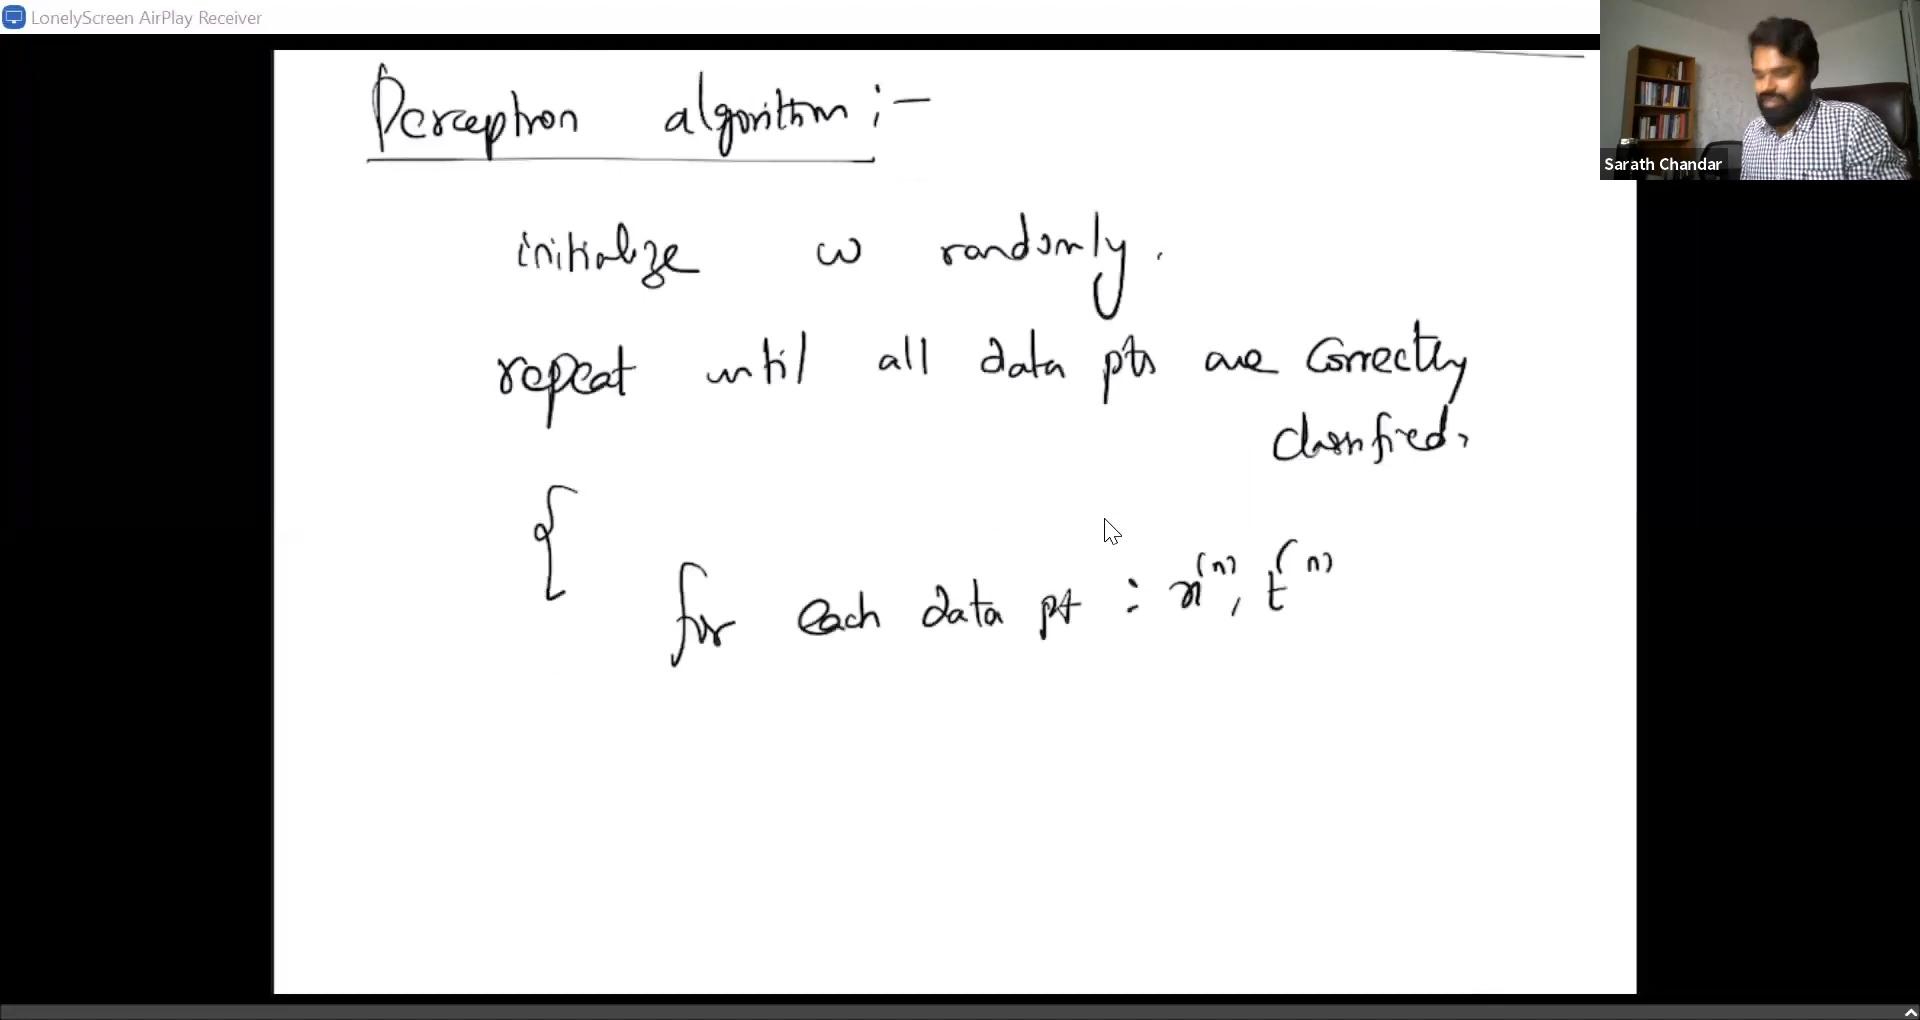 LonelyScreen AirPlay Receiver
Perceptron algorithm :-
initialize w randomly.
repeat until all data pts are correctly
classified.
{
for each data pt : x^(n), t^(n)
Sarath Chandar